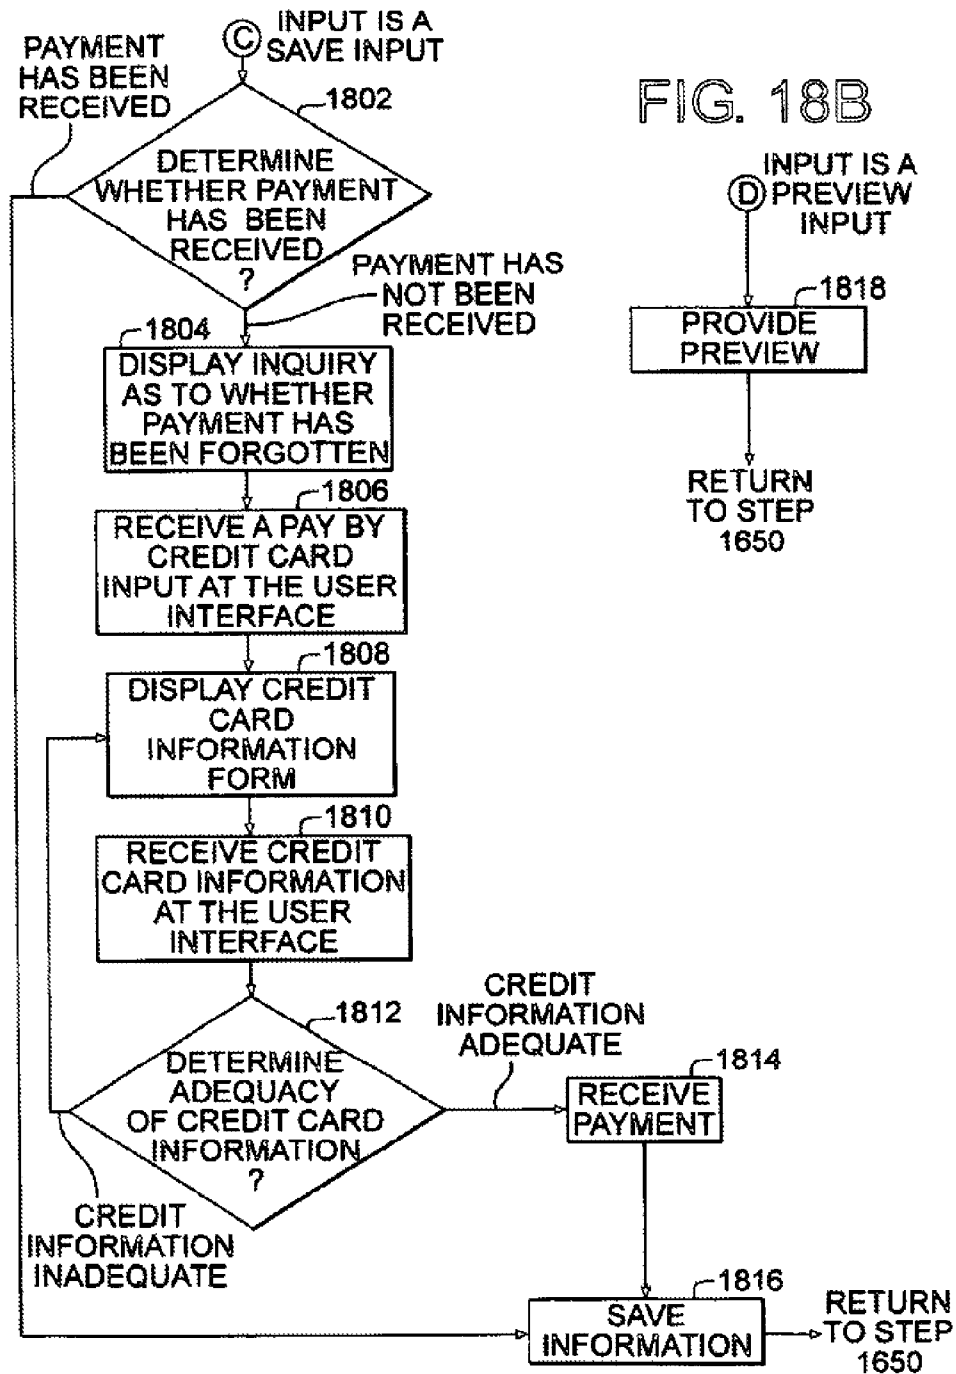 PAYMENT
HAS BEEN
RECEIVED
C
INPUT IS A
SAVE INPUT
1802
DETERMINE
WHETHER PAYMENT
HAS BEEN
RECEIVED
?
PAYMENT HAS
NOT BEEN
RECEIVED
1804
DISPLAY INQUIRY
AS TO WHETHER
PAYMENT HAS
BEEN FORGOTTEN
1806
RECEIVE A PAY BY
CREDIT CARD
INPUT AT THE USER
INTERFACE
1808
DISPLAY CREDIT
CARD
INFORMATION
FORM
1810
RECEIVE CREDIT
CARD INFORMATION
AT THE USER
INTERFACE
1812
DETERMINE
ADEQUACY
OF CREDIT CARD
INFORMATION
?
CREDIT
INFORMATION
INADEQUATE
CREDIT
INFORMATION
ADEQUATE
1814
RECEIVE
PAYMENT
1816
SAVE
INFORMATION
RETURN
TO STEP
1650
FIG. 18B
D
INPUT IS A
PREVIEW
INPUT
1818
PROVIDE
PREVIEW
RETURN
TO STEP
1650